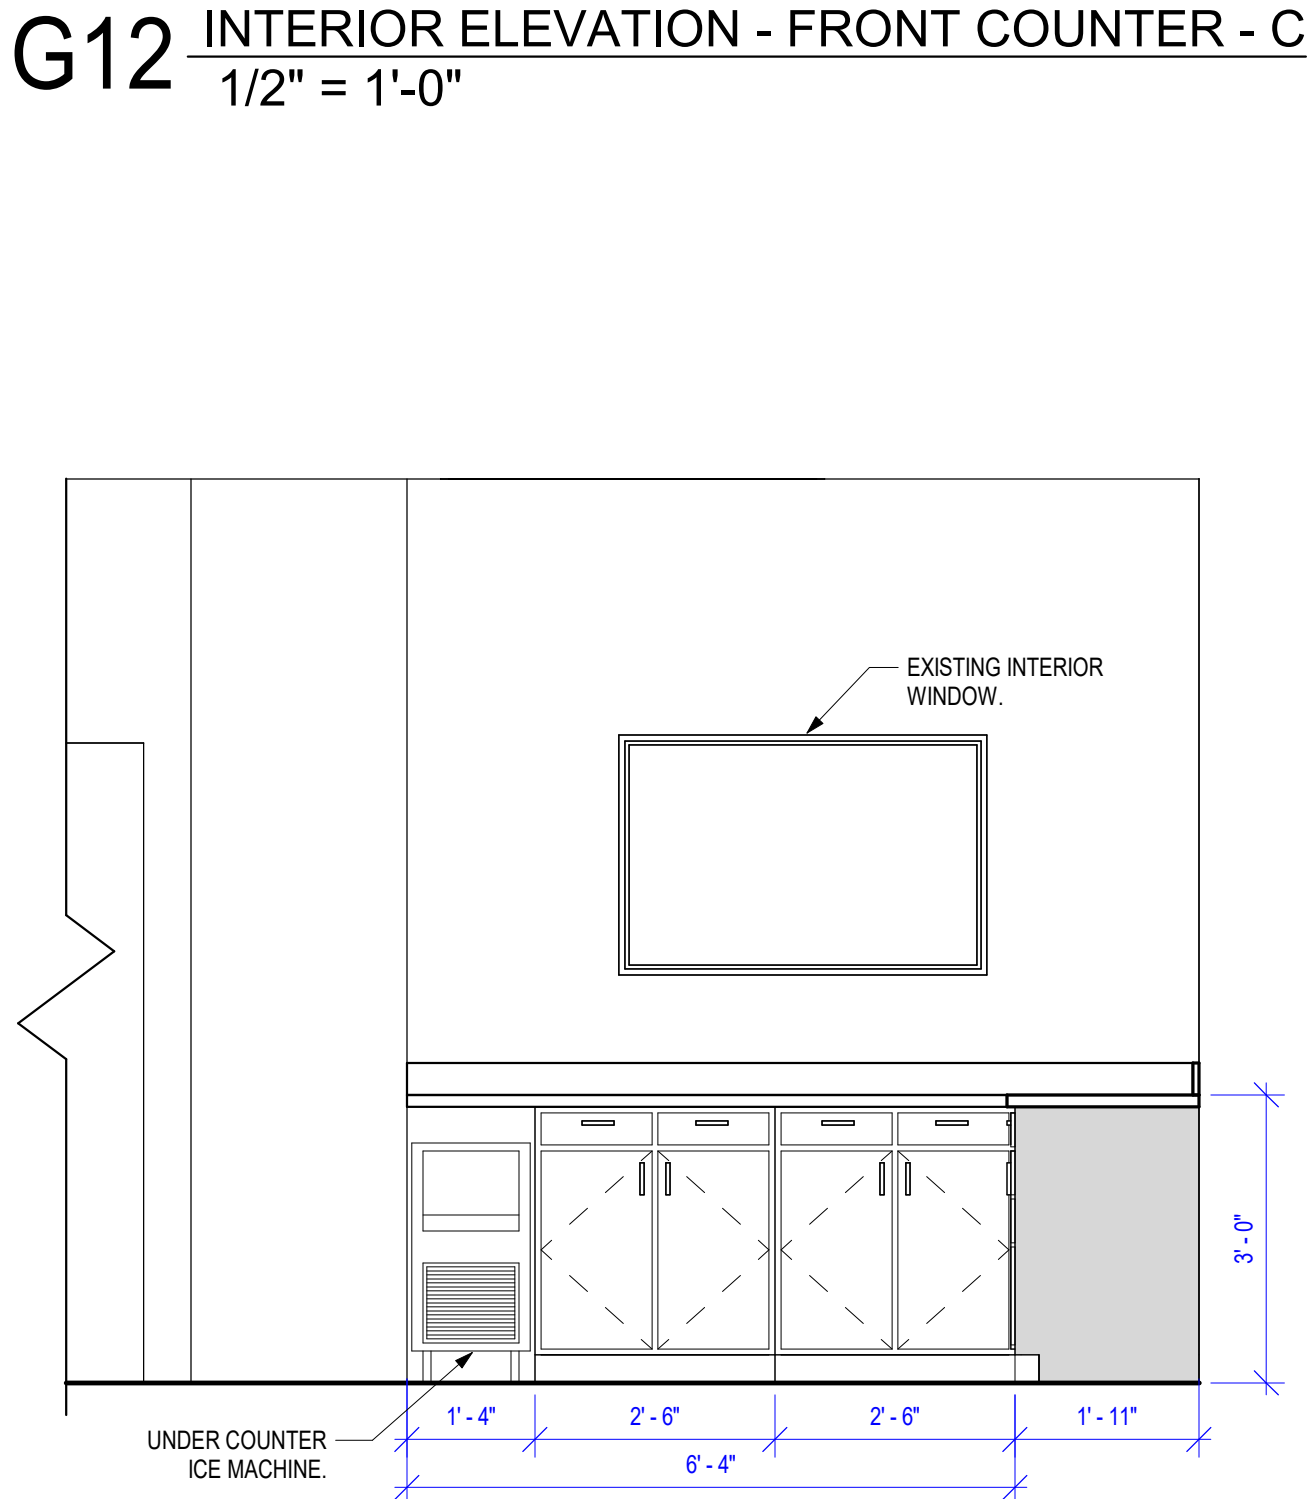 G12 INTERIOR ELEVATION - FRONT COUNTER - C
1/2" = 1'-0"
EXISTING INTERIOR
WINDOW.
3' - 0"
1' - 4"
2' - 6"
2' - 6"
1' - 11"
6' - 4"
UNDER COUNTER
ICE MACHINE.